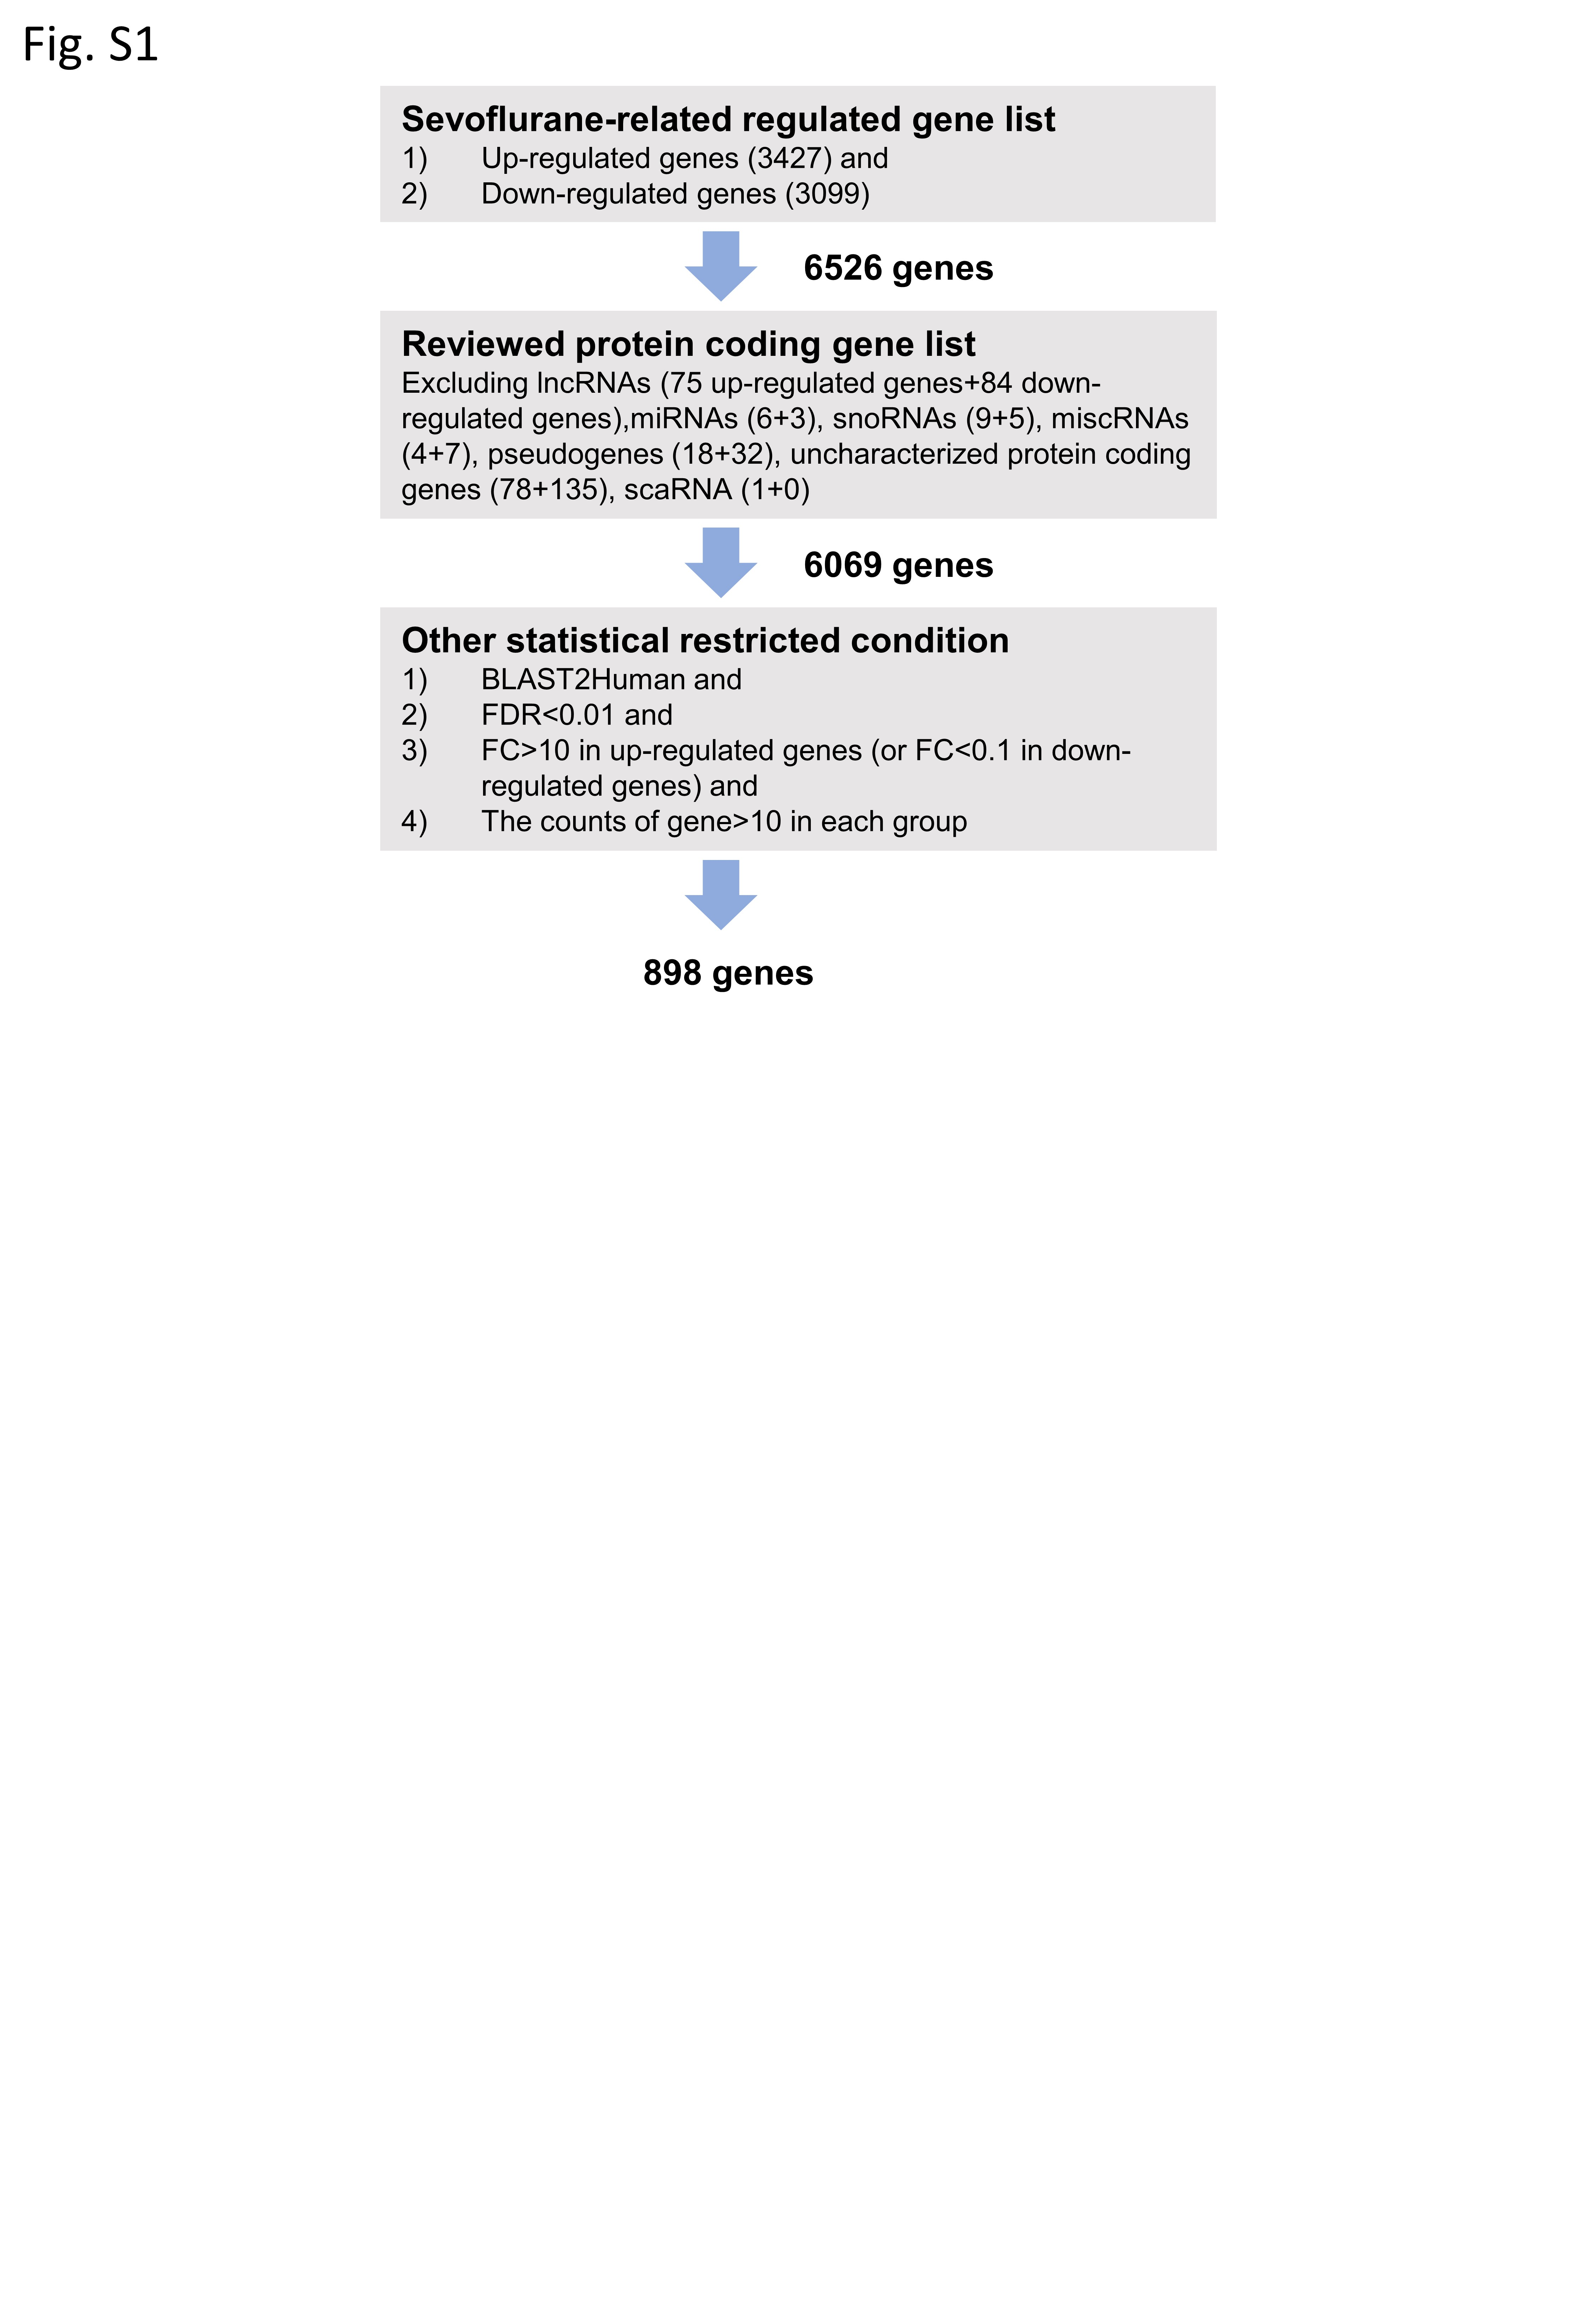 Fig. S1
Sevoflurane-related regulated gene list
1) Up-regulated genes (3427) and
2) Down-regulated genes (3099)
6526 genes
Reviewed protein coding gene list
Excluding lncRNAs (75 up-regulated genes+84 down-
regulated genes),miRNAs (6+3), snoRNAs (9+5), miscRNAs
(4+7), pseudogenes (18+32), uncharacterized protein coding
genes (78+135), scaRNA (1+0)
6069 genes
Other statistical restricted condition
1) BLAST2Human and
2) FDR<0.01 and
3) FC>10 in up-regulated genes (or FC<0.1 in down-
regulated genes) and
4) The counts of gene>10 in each group
898 genes